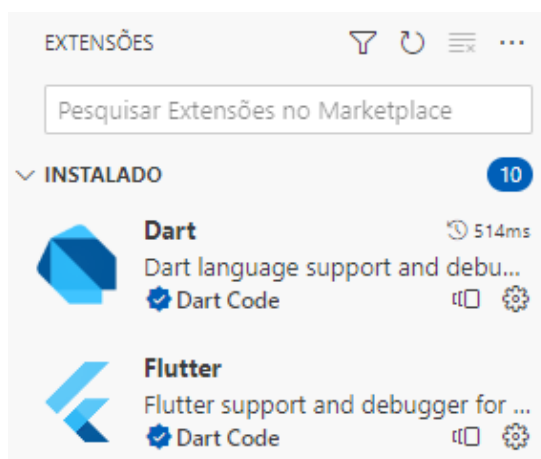 EXTENSÕES
Pesquisar Extensões no Marketplace
INSTALADO 10
Dart 514ms
Dart language support and debu...
Dart Code
Flutter
Flutter support and debugger for ...
Dart Code